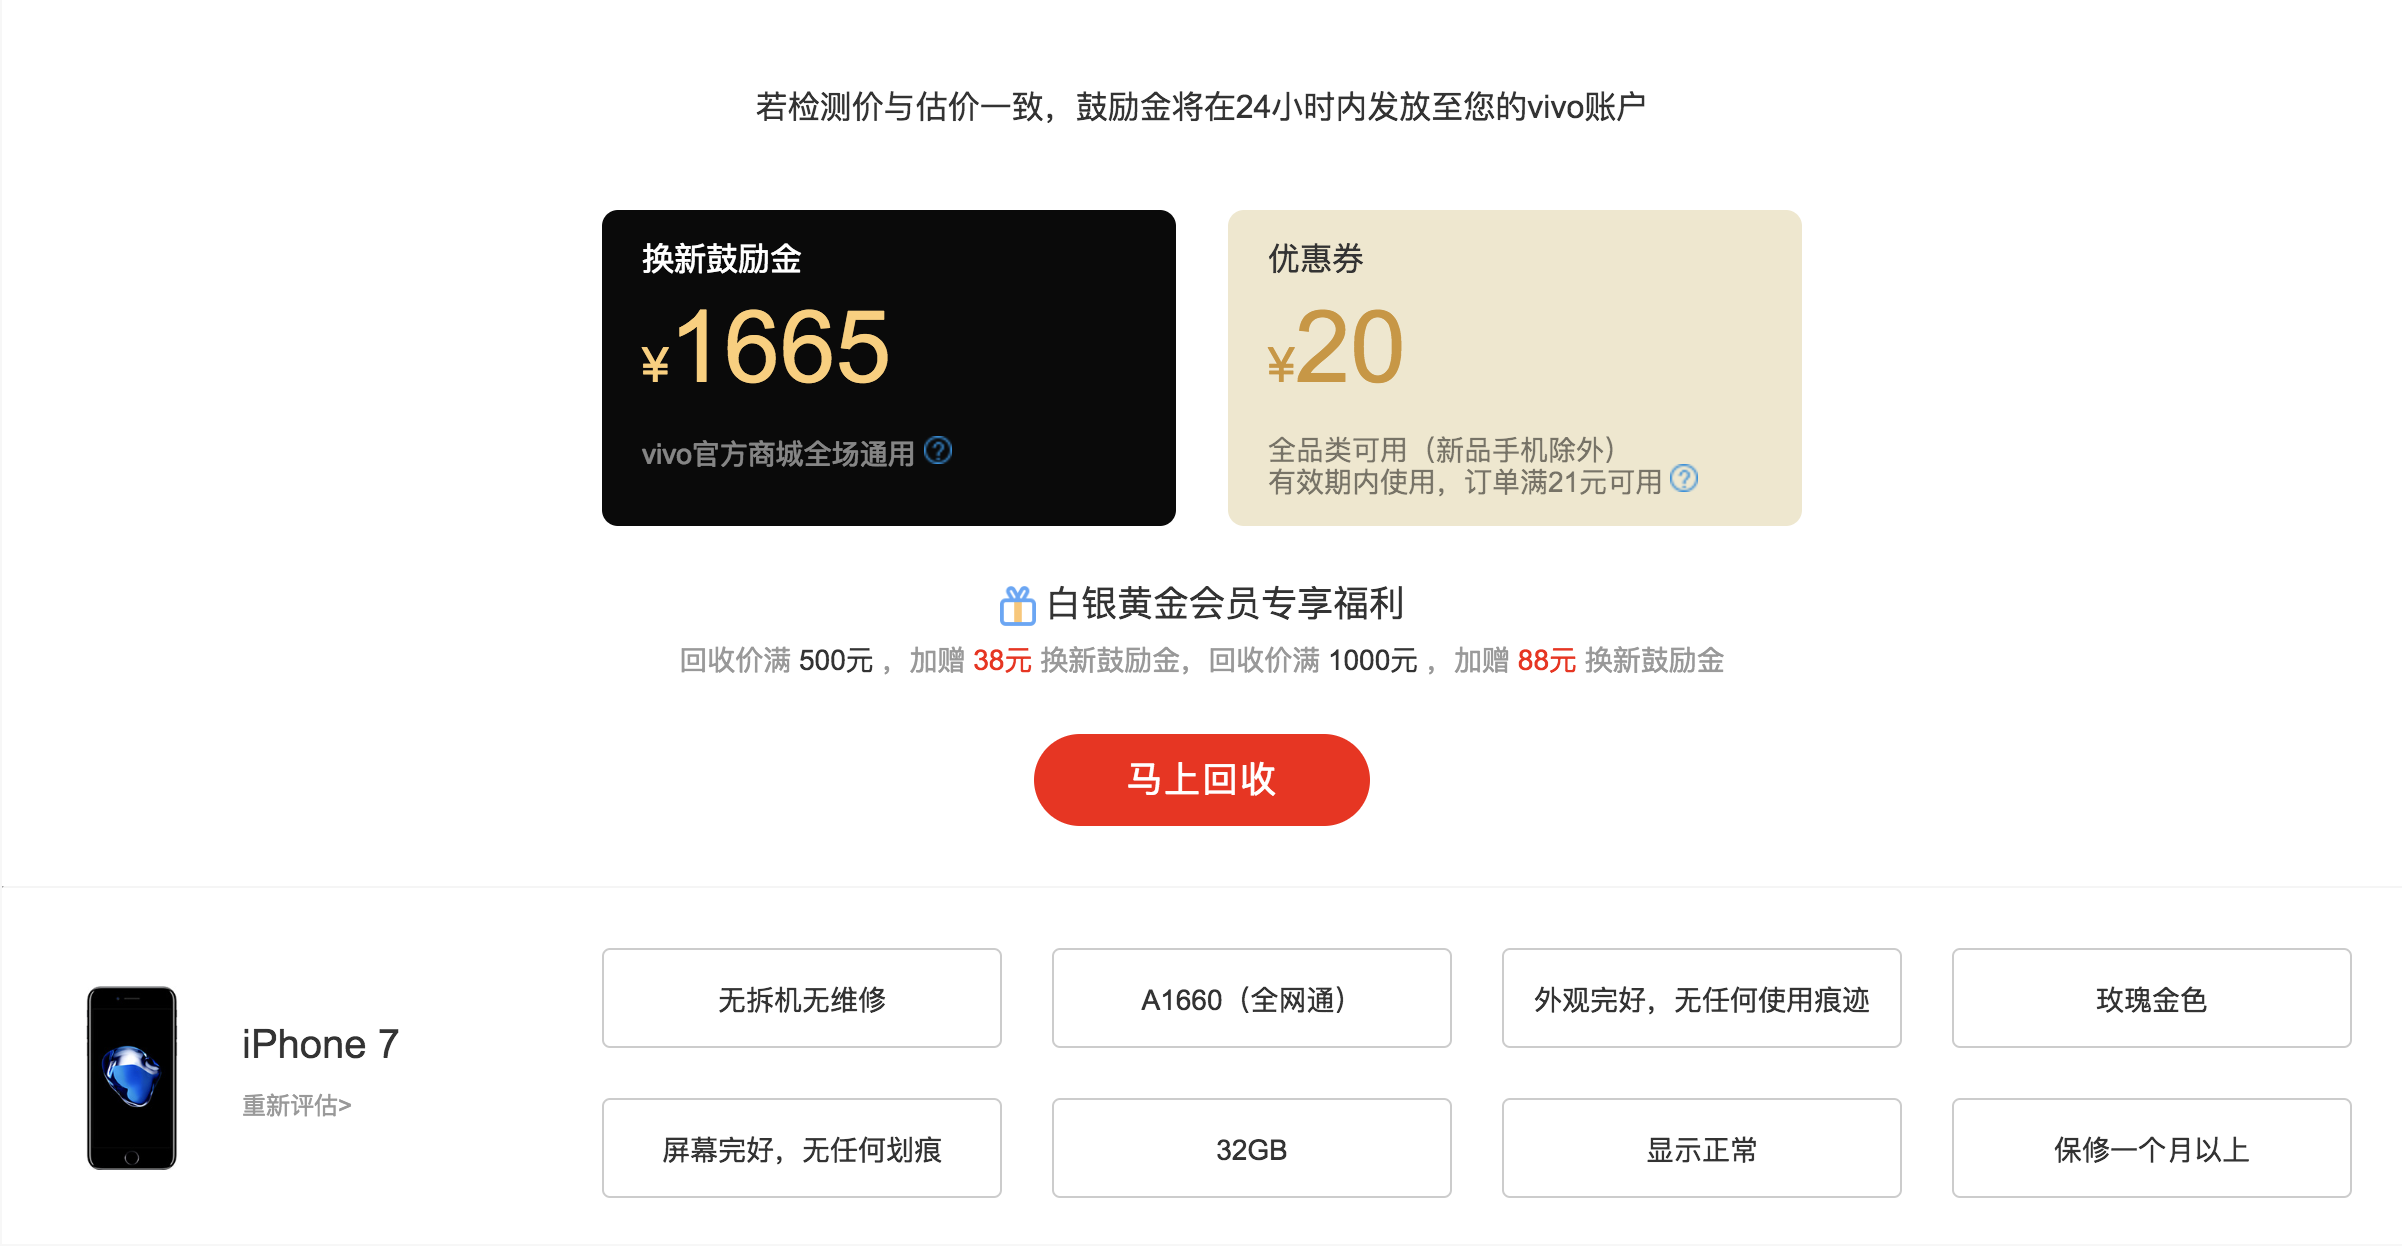 若检测价与估价一致，鼓励金将在24小时内发放至您的vivo账户
换新鼓励金
¥1665
vivo官方商城全场通用 ?
优惠券
¥20
全品类可用（新品手机除外）
有效期内使用，订单满21元可用 ?
白银黄金会员专享福利
回收价满 500元 ，加赠 38元 换新鼓励金，回收价满 1000元 ，加赠 88元 换新鼓励金
马上回收
iPhone 7
重新评估>
无拆机无维修
A1660（全网通）
外观完好，无任何使用痕迹
玫瑰金色
屏幕完好，无任何划痕
32GB
显示正常
保修一个月以上